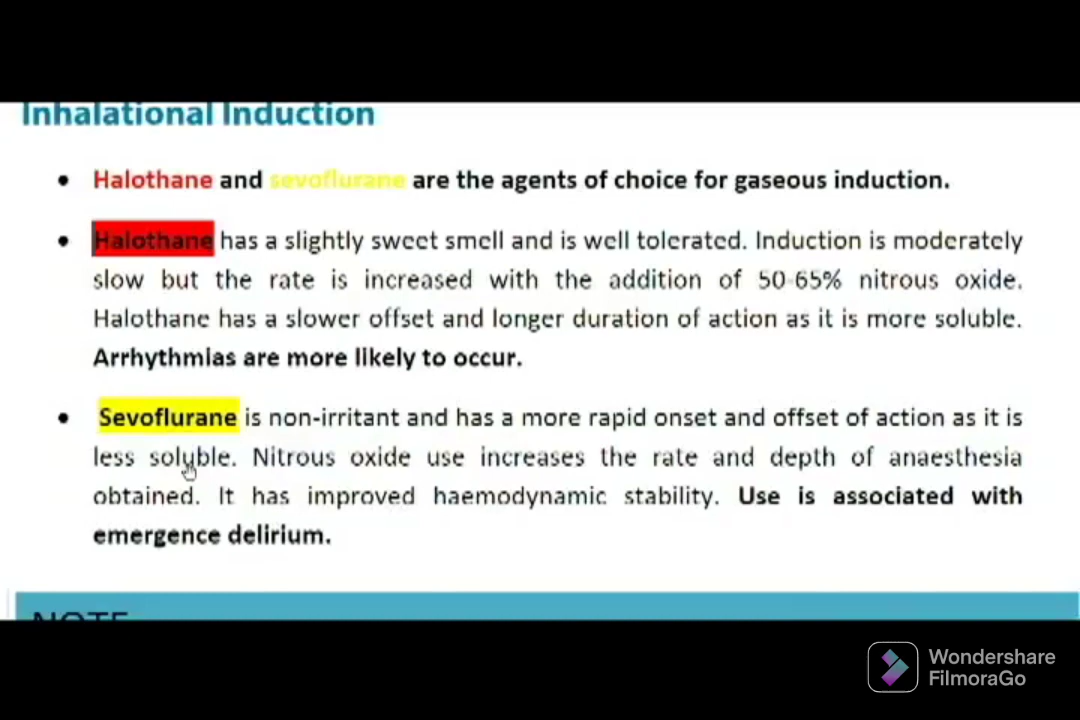 Inhalational Induction
• Halothane and sevoflurane are the agents of choice for gaseous induction.
• Halothane has a slightly sweet smell and is well tolerated. Induction is moderately
slow but the rate is increased with the addition of 50-65% nitrous oxide.
Halothane has a slower offset and longer duration of action as it is more soluble.
Arrhythmias are more likely to occur.
• Sevoflurane is non-irritant and has a more rapid onset and offset of action as it is
less soluble. Nitrous oxide use increases the rate and depth of anaesthesia
obtained. It has improved haemodynamic stability. Use is associated with
emergence delirium.
NOTE
Wondershare
FilmoraGo